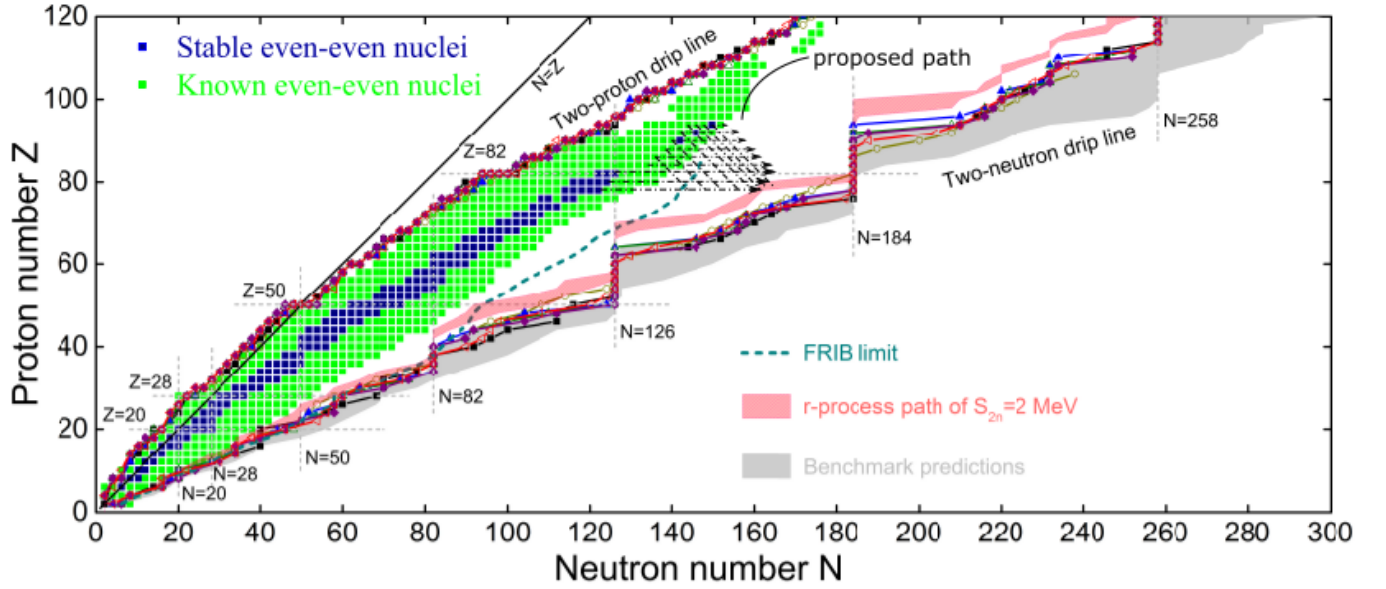 120
100
80
60
40
20
0
Proton number Z
Stable even-even nuclei
Known even-even nuclei
N=Z
Two-proton drip line
proposed path
Z=82
Z=50
Z=28
Z=20
N=20
N=28
N=50
N=82
N=126
N=184
N=258
Two-neutron drip line
FRIB limit
r-process path of S2n=2 MeV
Benchmark predictions
0 20 40 60 80 100 120 140 160 180 200 220 240 260 280 300
Neutron number N